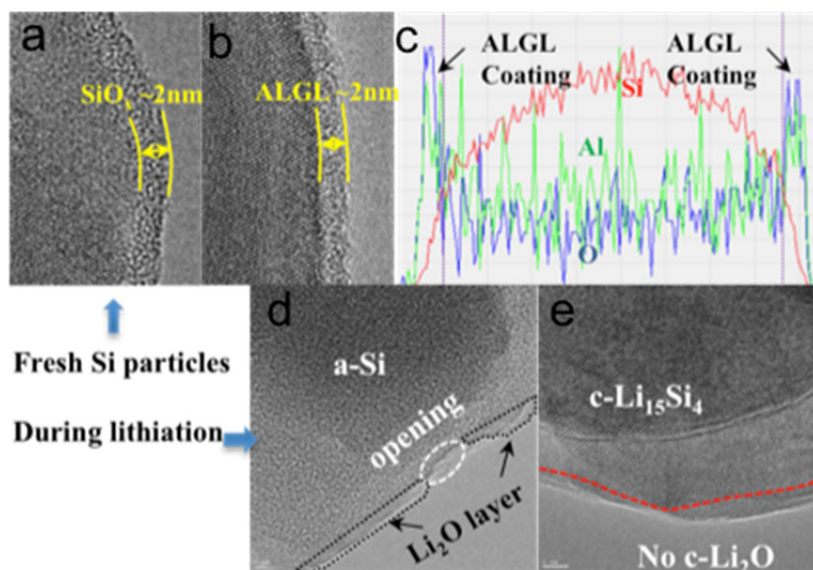 a
b
c
SiOx ~2nm
ALGL ~2nm
ALGL
Coating
ALGL
Coating
Si
Al
O
Fresh Si particles
During lithiation
d
a-Si
opening
Li₂O layer
e
c-Li₁₅Si₄
No c-Li₂O